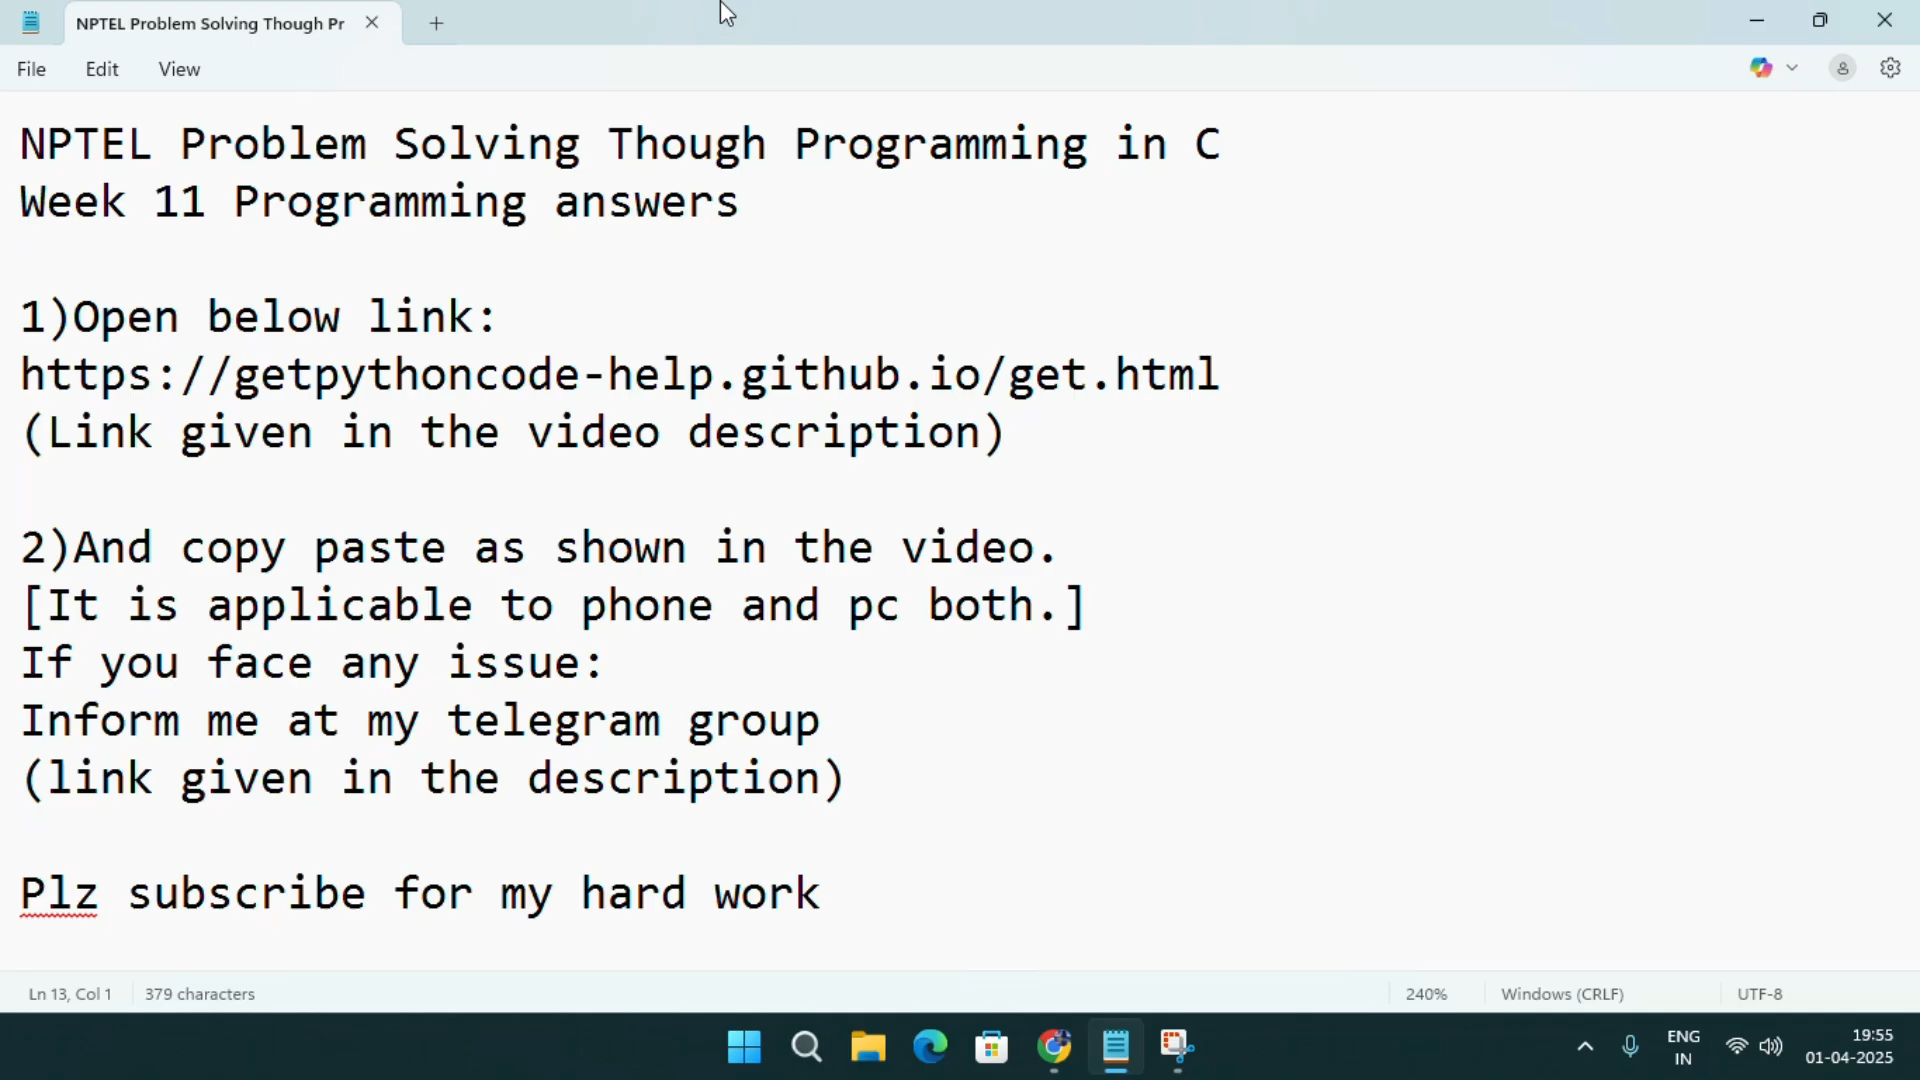 NPTEL Problem Solving Though Pr
File Edit View
NPTEL Problem Solving Though Programming in C
Week 11 Programming answers
1)Open below link:
https://getpythoncode-help.github.io/get.html
(Link given in the video description)
2)And copy paste as shown in the video.
[It is applicable to phone and pc both.]
If you face any issue:
Inform me at my telegram group
(link given in the description)
Plz subscribe for my hard work
Ln 13, Col 1 379 characters 240% Windows (CRLF) UTF-8
ENG 19:55
IN 01-04-2025